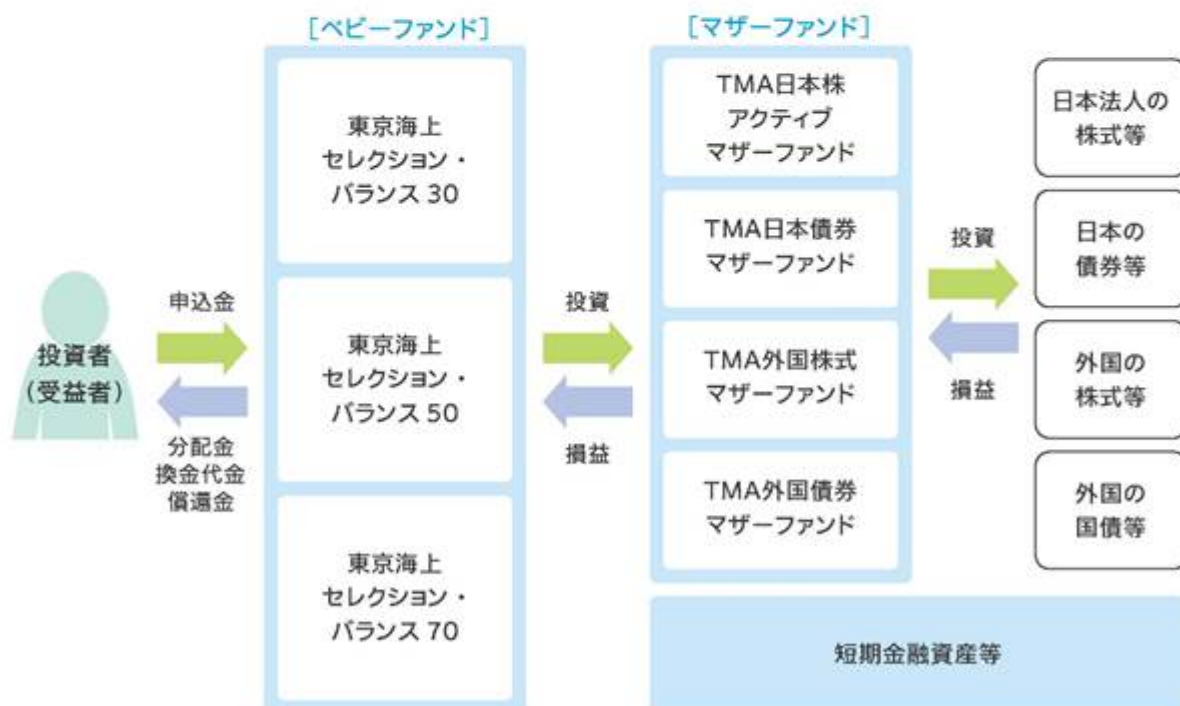 [ベビーファンド]
[マザーファンド]
投資者
(受益者)
申込金
分配金
換金代金
償還金
東京海上
セレクション・
バランス 30
東京海上
セレクション・
バランス 50
東京海上
セレクション・
バランス 70
投資
損益
TMA日本株
アクティブ
マザーファンド
TMA日本債券
マザーファンド
TMA外国株式
マザーファンド
TMA外国債券
マザーファンド
投資
損益
日本法人の
株式等
日本の
債券等
外国の
株式等
外国の
国債等
短期金融資産等